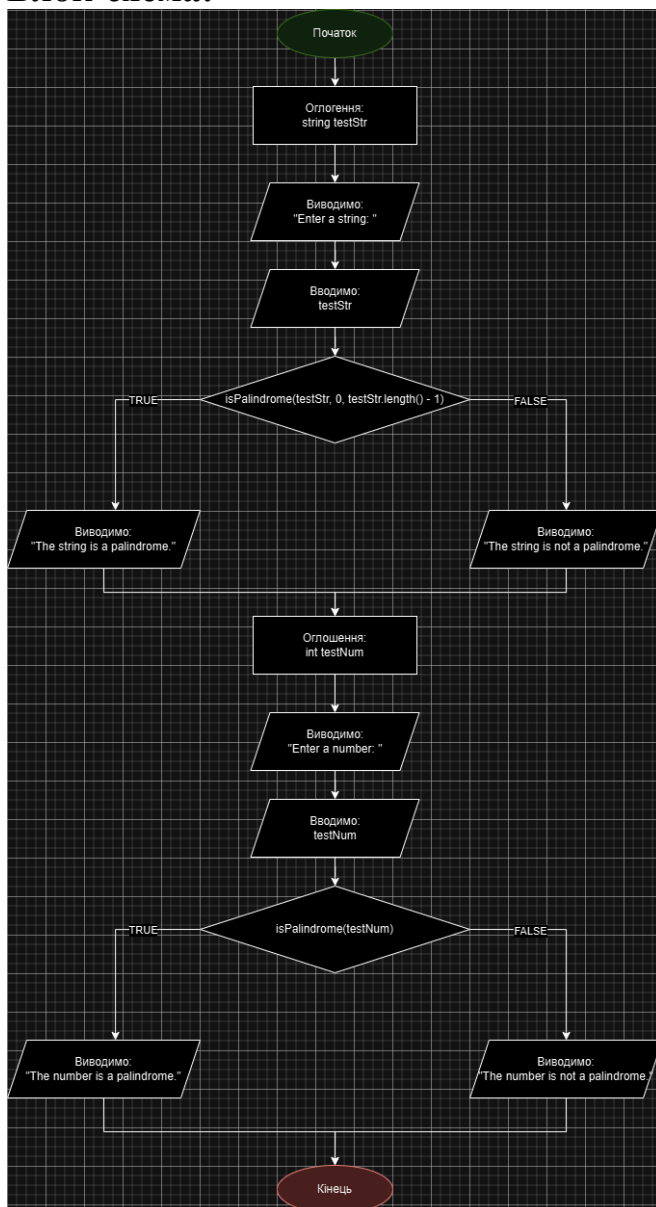 Початок
Оглогення:
string testStr
Виводимо:
"Enter a string: "
Вводимо:
testStr
isPalindrome(testStr, 0, testStr.length() - 1)
TRUE
FALSE
Виводимо:
"The string is a palindrome."
Виводимо:
"The string is not a palindrome."
Оглошення:
int testNum
Виводимо:
"Enter a number: "
Вводимо:
testNum
isPalindrome(testNum)
TRUE
FALSE
Виводимо:
"The number is a palindrome."
Виводимо:
"The number is not a palindrome."
Кінець